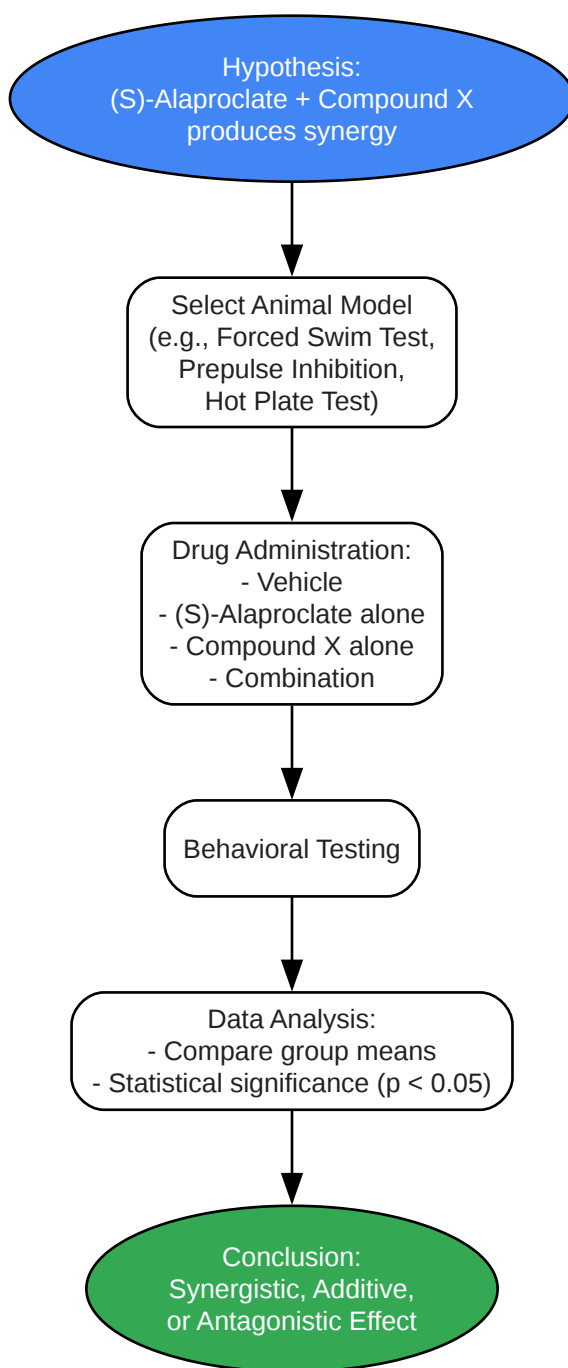 Hypothesis:
(S)-Alaproclate + Compound X
produces synergy
Select Animal Model
(e.g., Forced Swim Test,
Prepulse Inhibition,
Hot Plate Test)
Drug Administration:
- Vehicle
- (S)-Alaproclate alone
- Compound X alone
- Combination
Behavioral Testing
Data Analysis:
- Compare group means
- Statistical significance (p < 0.05)
Conclusion:
Synergistic, Additive,
or Antagonistic Effect